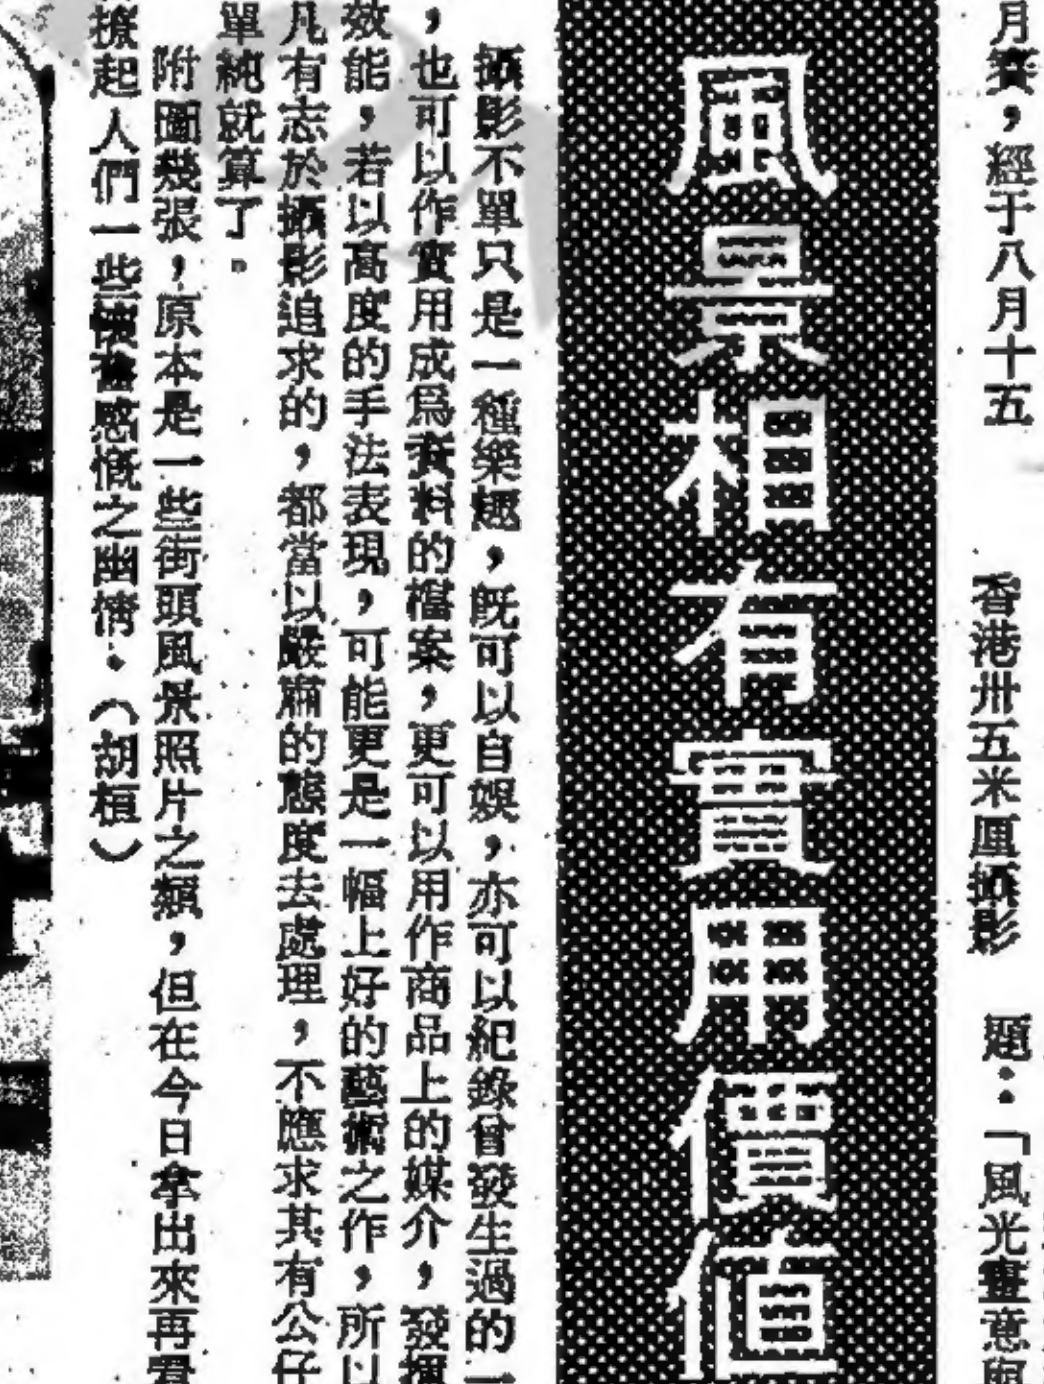 月賽，經于八月十五
香港卅五米厘攝影
題：「風光畫意與
風景相有實用價值
攝影不單只是一種樂趣，既可以自娛，亦可以紀錄曾發生過的一
，也可以作實用成爲資料的檔案，更可以用作商品上的媒介，發揮
效能，若以高度的手法表現，可能更是一幅上好的藝術之作，所以
凡有志於攝影追求的，都當以嚴肅的態度去處理，不應求其有公仔
單純就算了。
附圖幾張，原本是一些街頭風景照片之類，但在今日拿出來再看
撩起人們一些懷舊感慨之幽情。（胡楨）